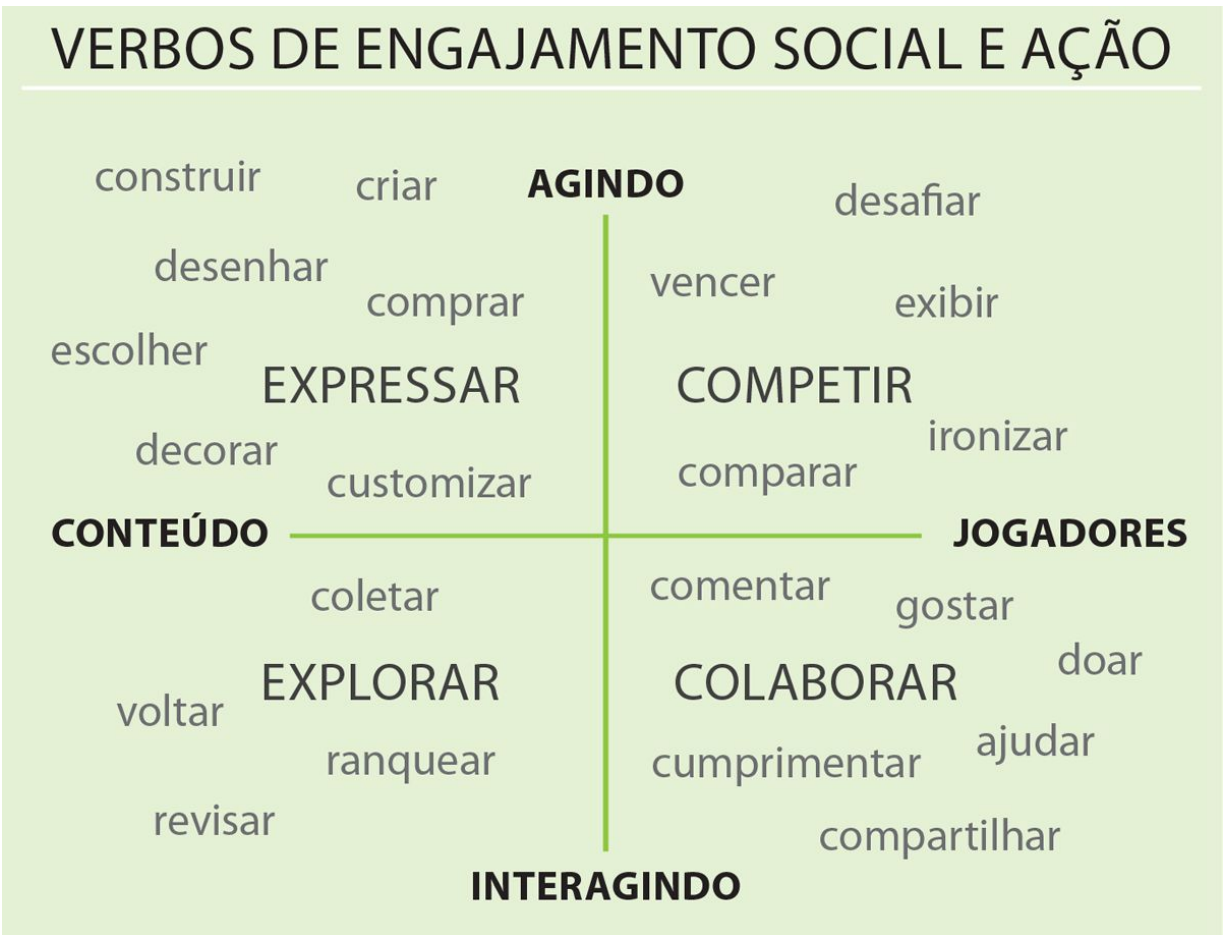 VERBOS DE ENGAJAMENTO SOCIAL E AÇÃO
construir
criar
AGINDO
desafiar
desenhar
vencer
comprar
exibir
escolher
EXPRESSAR
COMPETIR
decorar
ironizar
customizar
comparar
CONTEÚDO
JOGADORES
coletar
comentar
gostar
EXPLORAR
COLABORAR
doar
voltar
ranquear
cumprimentar
ajudar
revisar
compartilhar
INTERAGINDO